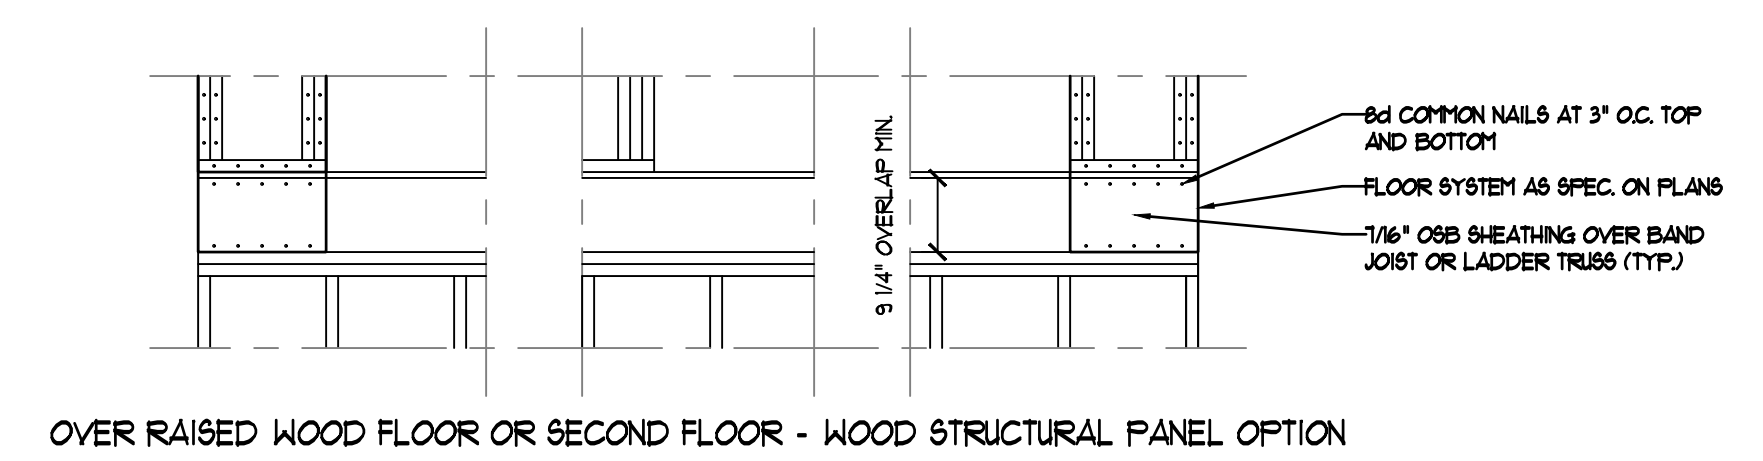 8d COMMON NAILS AT 3" O.C. TOP
AND BOTTOM
FLOOR SYSTEM AS SPEC. ON PLANS
7/16" OSB SHEATHING OVER BAND
JOIST OR LADDER TRUSS (TYP.)
9 1/4" OVERLAP MIN.
OVER RAISED WOOD FLOOR OR SECOND FLOOR - WOOD STRUCTURAL PANEL OPTION